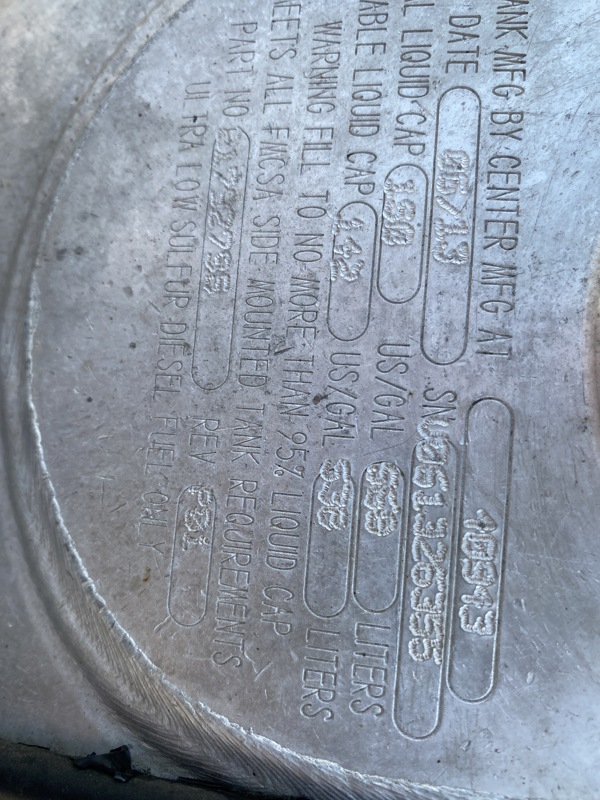 ANK MFG BY CENTER MFG AT
DATE 06/13 SN
L LIQUID CAP 150 US/GAL 568 LITERS
ABLE LIQUID CAP 142 US/GAL 538 LITERS
WARNING FILL TO NO MORE THAN 95% LIQUID CAP
EETS ALL FMCSA SIDE MOUNTED TANK REQUIREMENTS
PART NO REV
ULTRA LOW SULFUR DIESEL FUEL ONLY